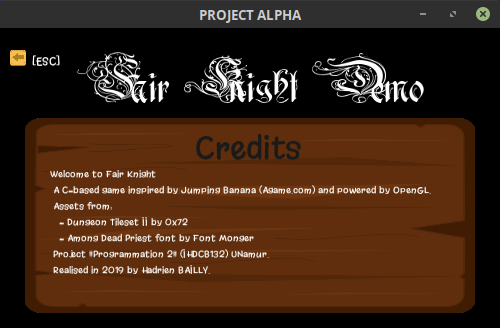 PROJECT ALPHA
[ESC]
Fair Knight Demo
Credits
Welcome to Fair Knight
A C-based game inspired by Jumping Banana (Agame.com) and powered by OpenGL.
Assets from:
- Dungeon Tileset II by 0x72
- Among Dead Priest font by Font Monger
Project "Programmation 2" (IHDCB132) UNamur.
Realised in 2019 by Hadrien BAILLY.